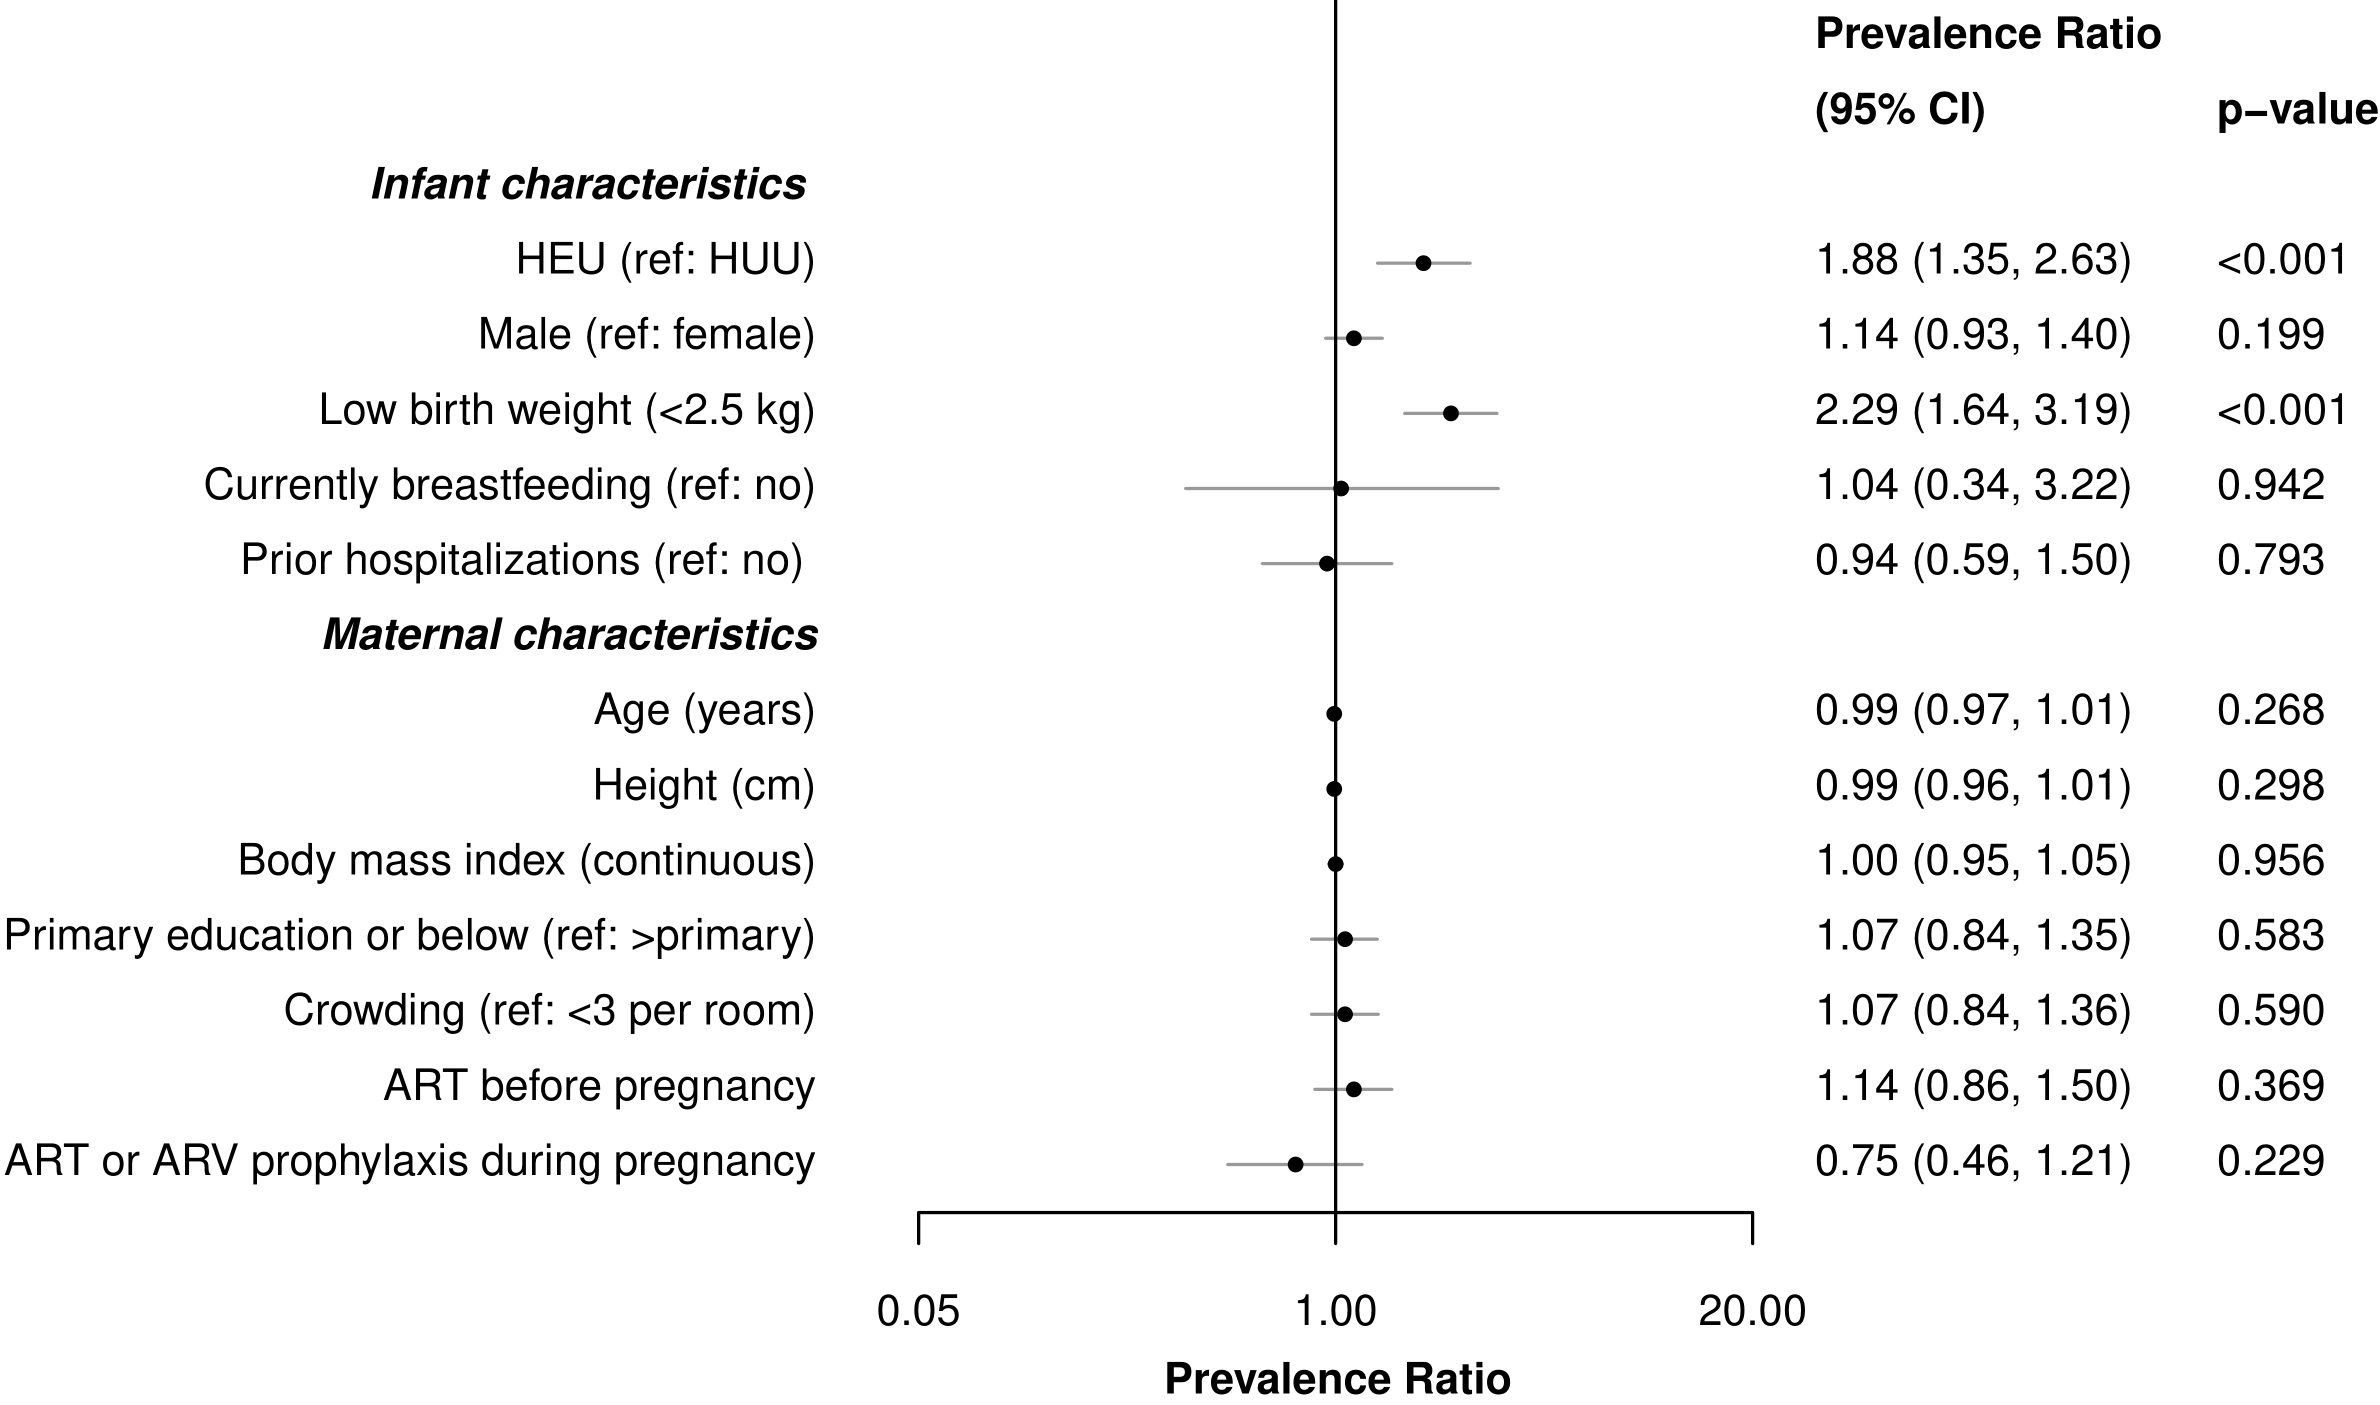 Prevalence Ratio
(95% CI) p–value
Infant characteristics
HEU (ref: HUU) 1.88 (1.35, 2.63) <0.001
Male (ref: female) 1.14 (0.93, 1.40) 0.199
Low birth weight (<2.5 kg) 2.29 (1.64, 3.19) <0.001
Currently breastfeeding (ref: no) 1.04 (0.34, 3.22) 0.942
Prior hospitalizations (ref: no) 0.94 (0.59, 1.50) 0.793
Maternal characteristics
Age (years) 0.99 (0.97, 1.01) 0.268
Height (cm) 0.99 (0.96, 1.01) 0.298
Body mass index (continuous) 1.00 (0.95, 1.05) 0.956
Primary education or below (ref: >primary) 1.07 (0.84, 1.35) 0.583
Crowding (ref: <3 per room) 1.07 (0.84, 1.36) 0.590
ART before pregnancy 1.14 (0.86, 1.50) 0.369
ART or ARV prophylaxis during pregnancy 0.75 (0.46, 1.21) 0.229
0.05 1.00 20.00
Prevalence Ratio